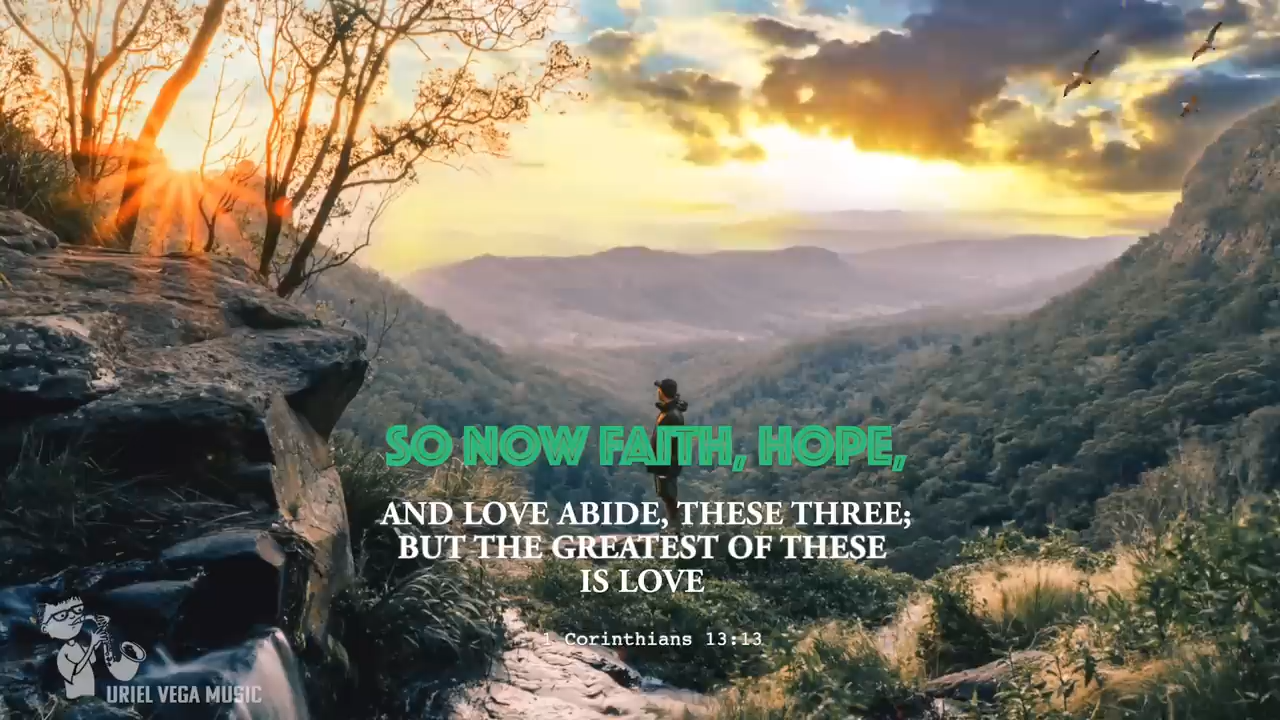 SO NOW FAITH, HOPE,
AND LOVE ABIDE, THESE THREE;
BUT THE GREATEST OF THESE
IS LOVE
1 Corinthians 13:13
URIEL VEGA MUSIC